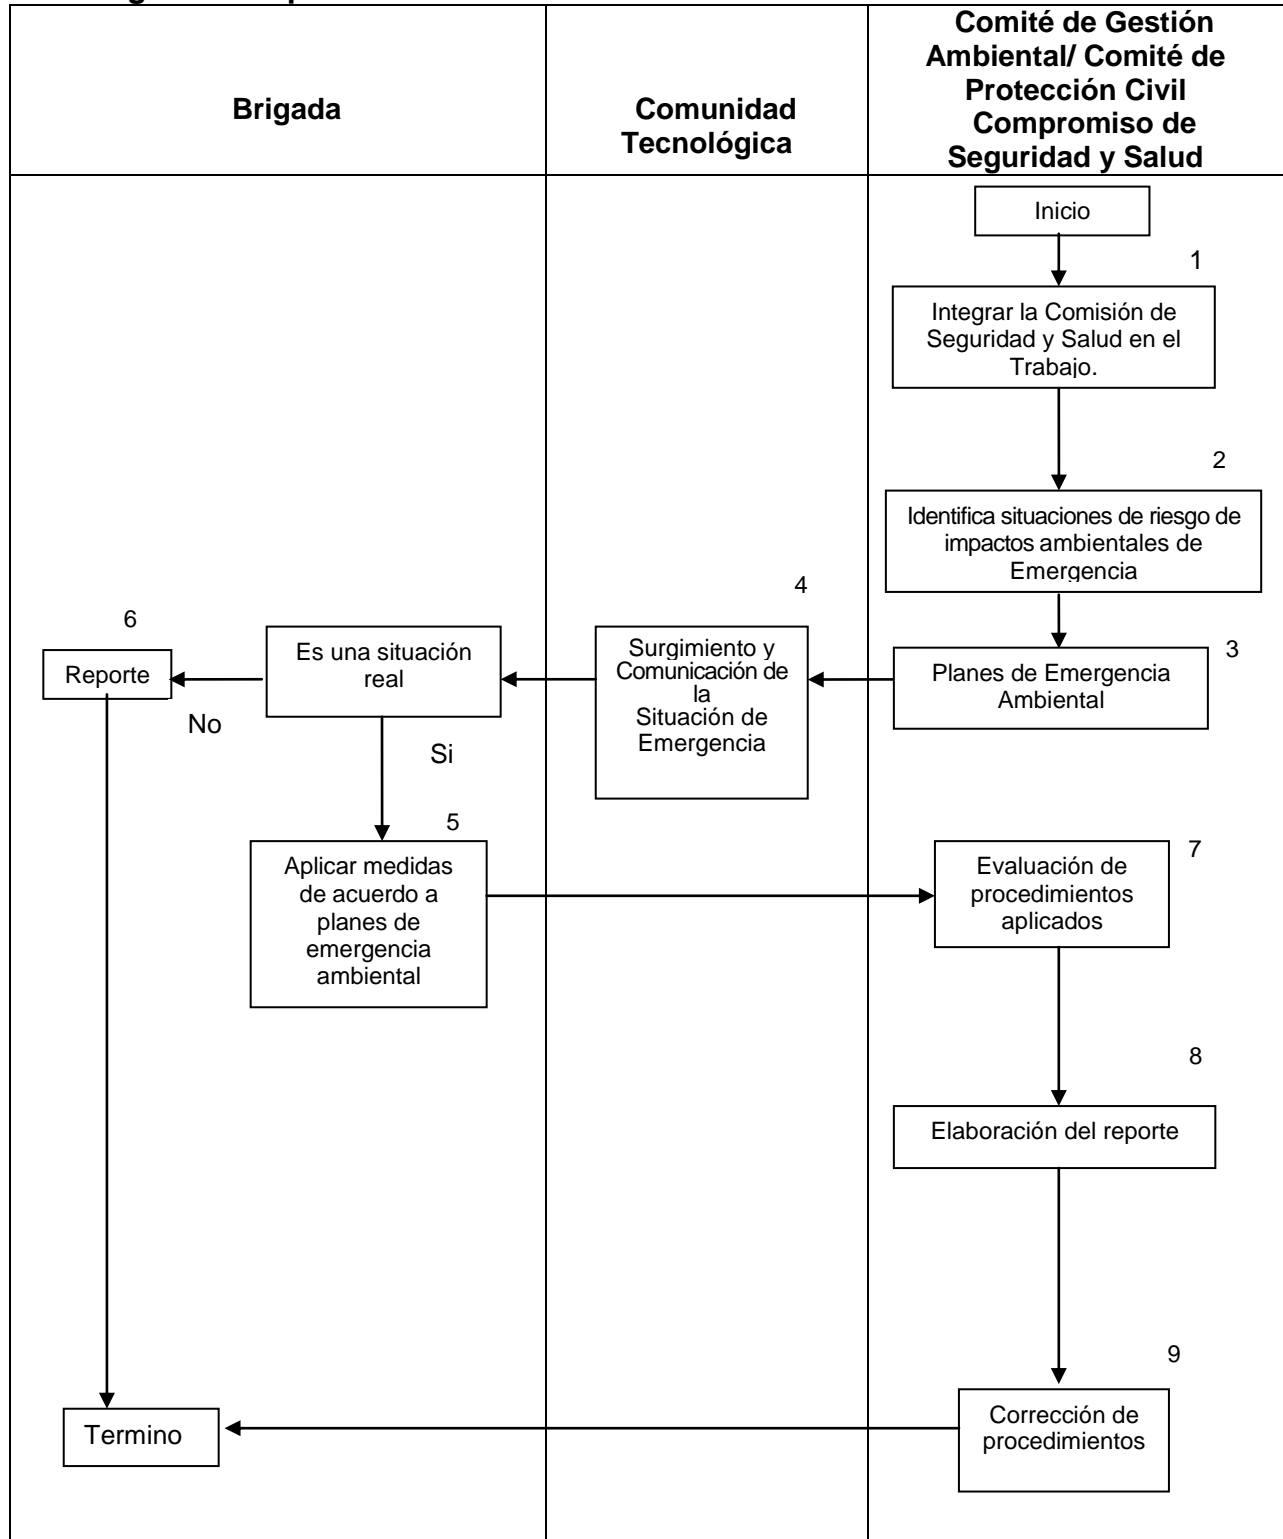 Brigada
Comunidad
Tecnológica
Comité de Gestión
Ambiental/ Comité de
Protección Civil
Compromiso de
Seguridad y Salud
Inicio
1
Integrar la Comisión de
Seguridad y Salud en el
Trabajo.
2
Identifica situaciones de riesgo de
impactos ambientales de
Emergencia
3
Planes de Emergencia
Ambiental
4
Surgimiento y
Comunicación de
la
Situación de
Emergencia
Es una situación
real
6
Reporte
No
Si
5
Aplicar medidas
de acuerdo a
planes de
emergencia
ambiental
7
Evaluación de
procedimientos
aplicados
8
Elaboración del reporte
9
Corrección de
procedimientos
Termino